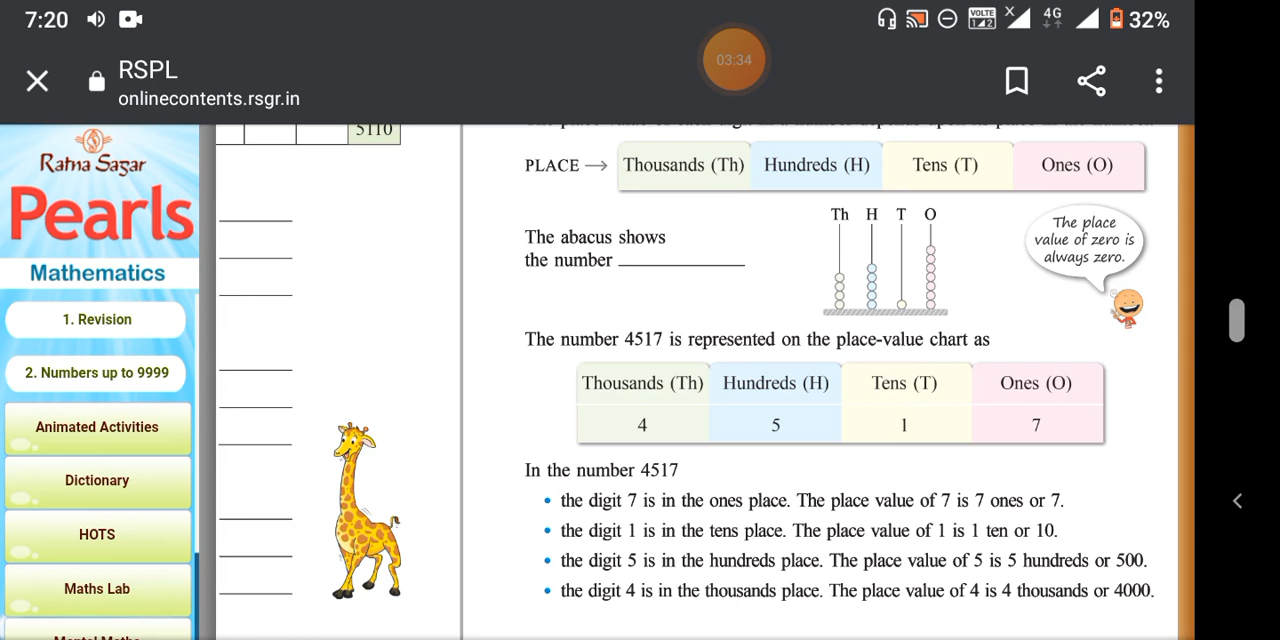 7:20
VOLTE
1 2
X
4G
32%
03:34
RSPL
onlinecontents.rsgr.in
Ratna Sagar
Pearls
Mathematics
1. Revision
2. Numbers up to 9999
Animated Activities
Dictionary
HOTS
Maths Lab
5110
PLACE → Thousands (Th) Hundreds (H) Tens (T) Ones (O)
Th H T O
The abacus shows
the number ____________
The place
value of zero is
always zero.
The number 4517 is represented on the place-value chart as
Thousands (Th) Hundreds (H) Tens (T) Ones (O)
4 5 1 7
In the number 4517
• the digit 7 is in the ones place. The place value of 7 is 7 ones or 7.
• the digit 1 is in the tens place. The place value of 1 is 1 ten or 10.
• the digit 5 is in the hundreds place. The place value of 5 is 5 hundreds or 500.
• the digit 4 is in the thousands place. The place value of 4 is 4 thousands or 4000.